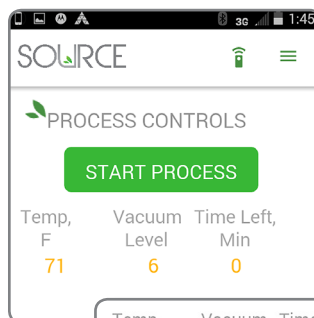 3G 1:45
SOURCE
PROCESS CONTROLS
START PROCESS
Temp, Vacuum Time Left,
F Level Min
71 6 0